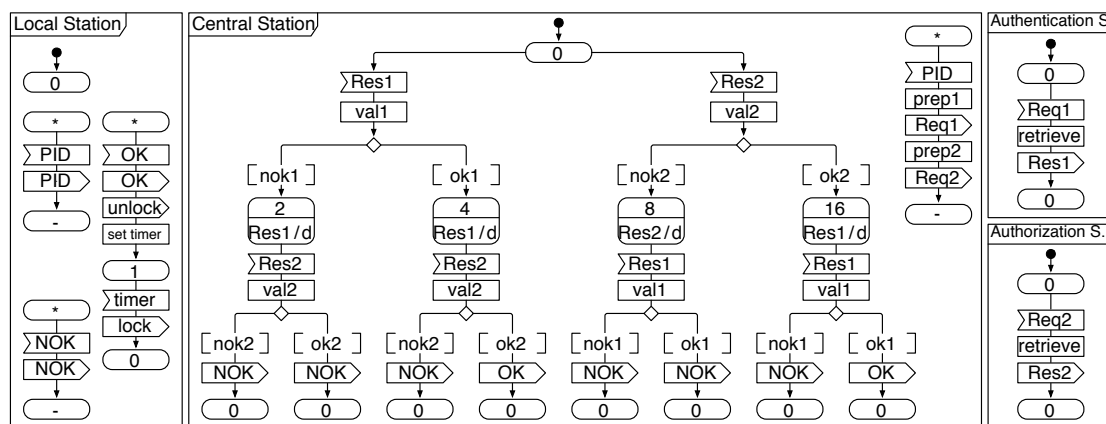 Local Station
0
*
PID
PID
-
*
OK
OK
unlock
set timer
1
timer
lock
0
*
NOK
NOK
-
Central Station
0
Res1
val1
nok1
2
Res1/d
Res2
val2
nok2
NOK
0
ok2
NOK
0
ok1
4
Res1/d
Res2
val2
nok2
NOK
0
ok2
OK
0
Res2
val2
nok2
8
Res2/d
Res1
val1
nok1
NOK
0
ok1
NOK
0
ok2
16
Res1/d
Res1
val1
nok1
NOK
0
ok1
OK
0
*
PID
prep1
Req1
prep2
Req2
-
Authentication S
0
Req1
retrieve
Res1
0
Authorization S.
0
Req2
retrieve
Res2
0